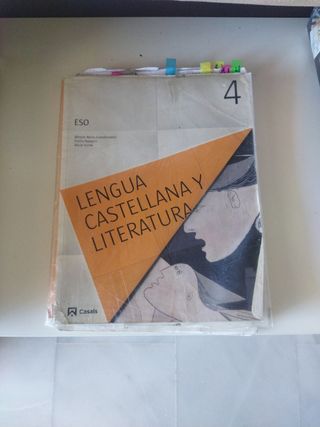 4
ESO
LENGUA
CASTELLANA Y
LITERATURA
Casals